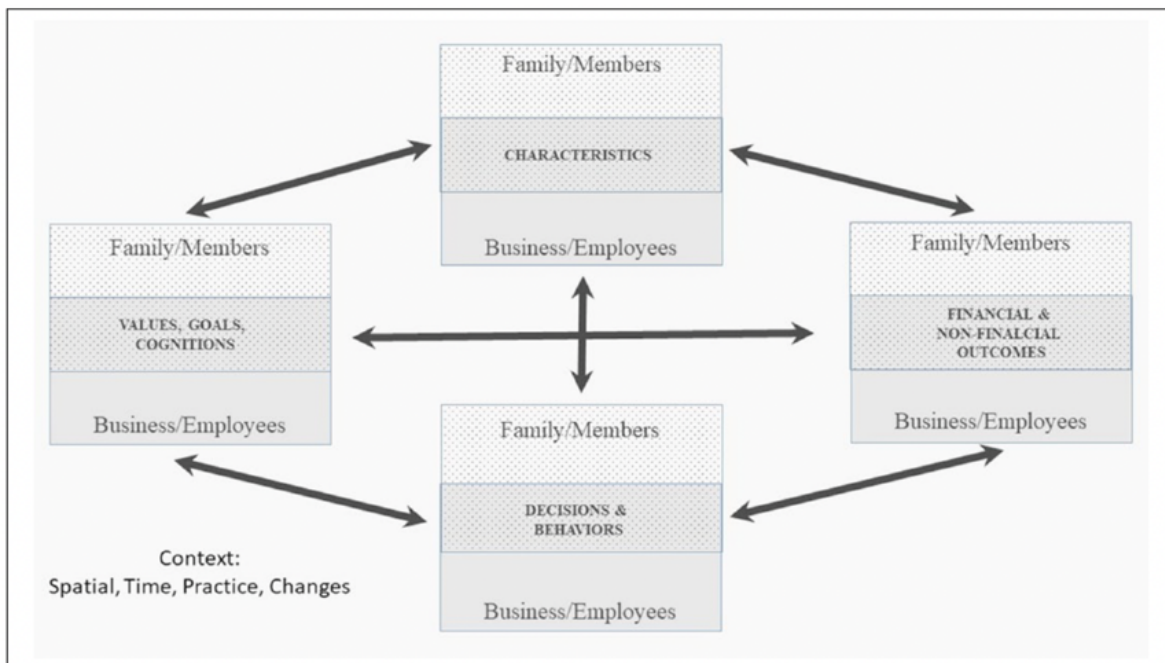 Family/Members
CHARACTERISTICS
Business/Employees
Family/Members
VALUES, GOALS,
COGNITIONS
Business/Employees
Family/Members
FINANCIAL &
NON-FINALCIAL
OUTCOMES
Business/Employees
Family/Members
DECISIONS &
BEHAVIORS
Business/Employees
Context:
Spatial, Time, Practice, Changes